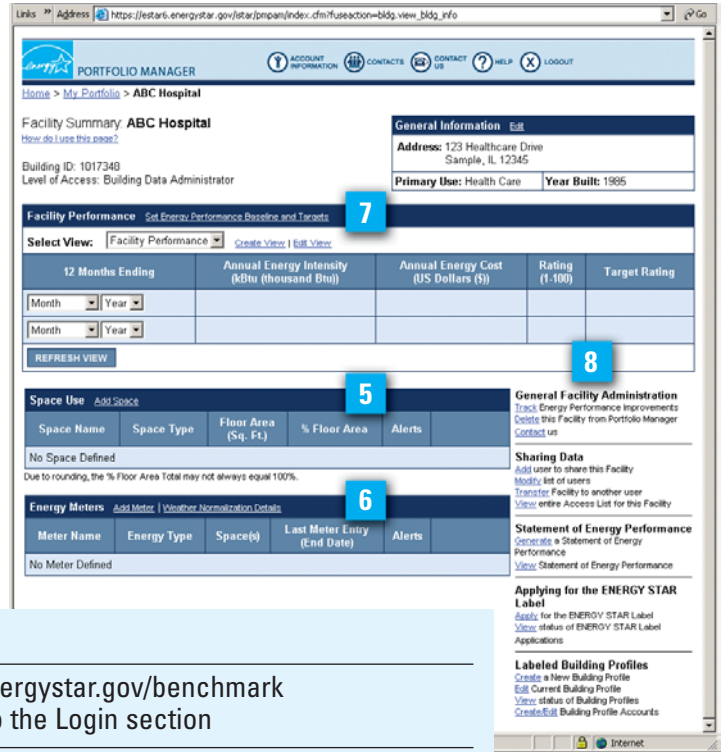 Links » Address https://estar6.energystar.gov/istar/pmpam/index.cfm?fuseaction=bldg.view_bldg_info Go
energy PORTFOLIO MANAGER ACCOUNT INFORMATION CONTACTS CONTACT US ? HELP X LOGOUT
Home > My Portfolio > ABC Hospital
Facility Summary: ABC Hospital
How do I use this page?
Building ID: 1017348
Level of Access: Building Data Administrator
General Information Edit
Address: 123 Healthcare Drive
Sample, IL 12345
Primary Use: Health Care Year Built: 1985
Facility Performance Set Energy Performance Baseline and Targets 7
Select View: Facility Performance Create View | Edit View
12 Months Ending Annual Energy Intensity (kBtu (thousand Btu)) Annual Energy Cost (US Dollars ($)) Rating (1-100) Target Rating
Month Year
Month Year
REFRESH VIEW
8
Space Use Add Space 5
Space Name Space Type Floor Area (Sq. Ft.) % Floor Area Alerts
No Space Defined
Due to rounding, the % Floor Area Total may not always equal 100%.
Energy Meters Add Meter | Weather Normalization Details 6
Meter Name Energy Type Space(s) Last Meter Entry (End Date) Alerts
No Meter Defined
General Facility Administration
Track Energy Performance Improvements
Delete this Facility from Portfolio Manager
Contact us
Sharing Data
Add user to share this Facility
Modify list of users
Transfer Facility to another user
View entire Access List for this Facility
Statement of Energy Performance
Generate a Statement of Energy
Performance
View Statement of Energy Performance
Applying for the ENERGY STAR
Label
Apply for the ENERGY STAR Label
View status of ENERGY STAR Label
Applications
Labeled Building Profiles
Create a New Building Profile
Edit Current Building Profile
View status of Building Profiles
Create/Edit Building Profile Accounts
ergystar.gov/benchmark
the Login section
Internet